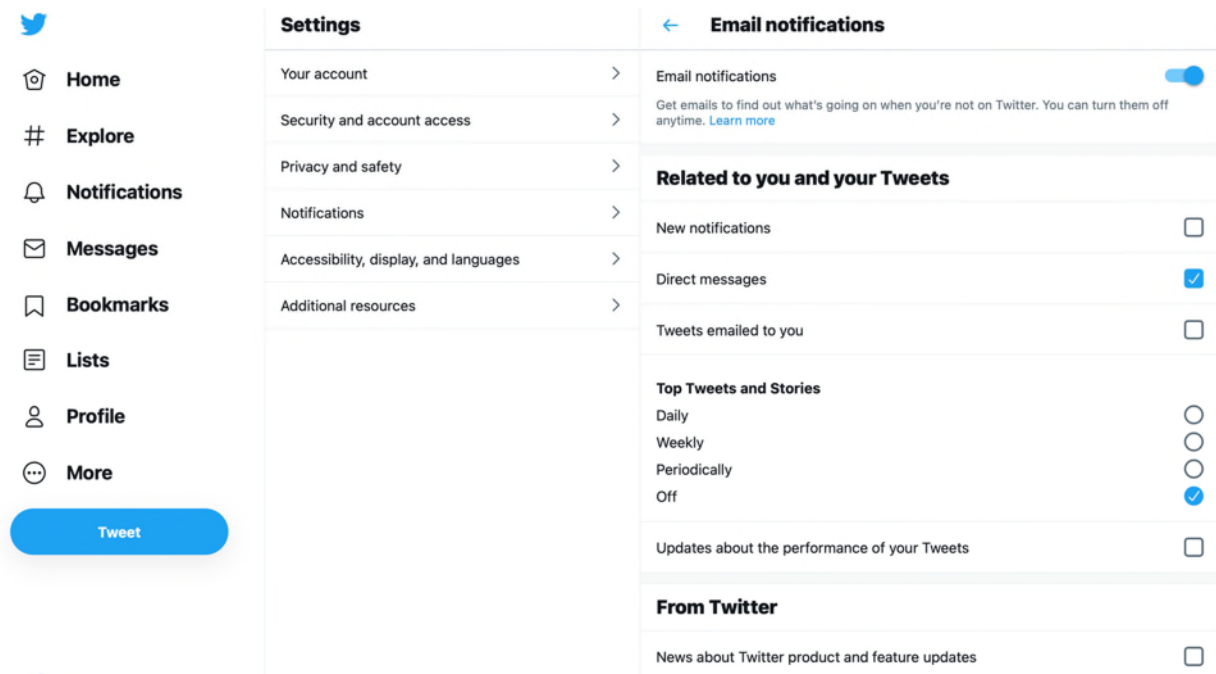 Home
Explore
Notifications
Messages
Bookmarks
Lists
Profile
More
Tweet
Settings
Your account
Security and account access
Privacy and safety
Notifications
Accessibility, display, and languages
Additional resources
Email notifications
Email notifications
Get emails to find out what's going on when you're not on Twitter. You can turn them off
anytime. Learn more
Related to you and your Tweets
New notifications
Direct messages
Tweets emailed to you
Top Tweets and Stories
Daily
Weekly
Periodically
Off
Updates about the performance of your Tweets
From Twitter
News about Twitter product and feature updates